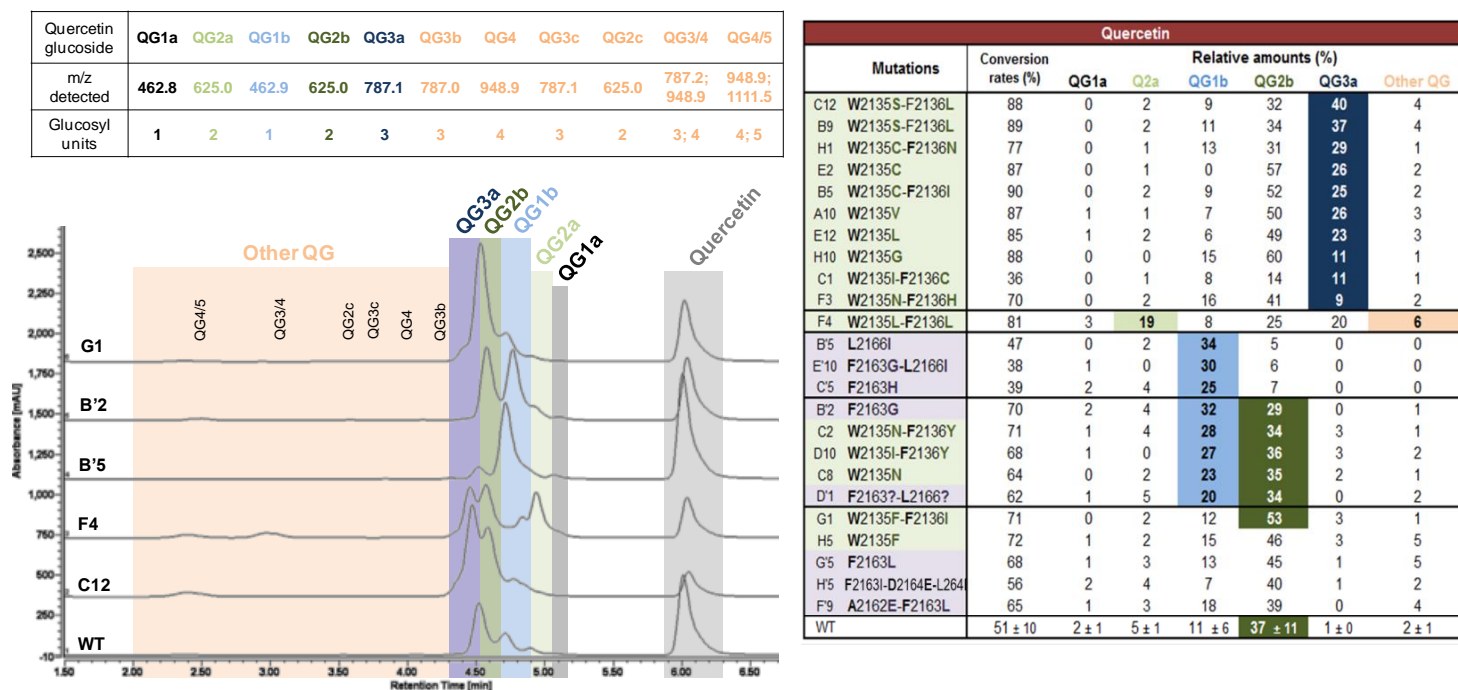 Quercetin glucoside QG1a QG2a QG1b QG2b QG3a QG3b QG4 QG3c QG2c QG3/4 QG4/5
m/z detected 462.8 625.0 462.9 625.0 787.1 787.0 948.9 787.1 625.0 787.2; 948.9 948.9; 1111.5
Glucosyl units 1 2 1 2 3 3 4 3 2 3; 4 4; 5
QG3a
QG2b
QG1b
QG2a
QG1a
Quercetin
Other QG
QG4/5
QG3/4
QG2c
QG3c
QG4
QG3b
G1
B'2
B'5
F4
C12
WT
Absorbance [mAU]
2,500
2,250
2,000
1,750
1,500
1,250
1,000
750
500
250
-10
1.50 2.00 2.50 3.00 3.50 4.00 4.50 5.00 5.50 6.00 6.50
Retention Time [min]
Quercetin
Mutations Conversion rates (%) Relative amounts (%)
QG1a Q2a QG1b QG2b QG3a Other QG
C12 W2135S-F2136L 88 0 2 9 32 40 4
B9 W2135S-F2136L 89 0 2 11 34 37 4
H1 W2135C-F2136N 77 0 1 13 31 29 1
E2 W2135C 87 0 1 0 57 26 2
B5 W2135C-F2136I 90 0 2 9 52 25 2
A10 W2135V 87 1 1 7 50 26 3
E12 W2135L 85 1 2 6 49 23 3
H10 W2135G 88 0 0 15 60 11 1
C1 W2135I-F2136C 36 0 1 8 14 11 1
F3 W2135N-F2136H 70 0 2 16 41 9 2
F4 W2135L-F2136L 81 3 19 8 25 20 6
B'5 L2166I 47 0 2 34 5 0 0
E'10 F2163G-L2166I 38 1 0 30 6 0 0
C'5 F2163H 39 2 4 25 7 0 0
B'2 F2163G 70 2 4 32 29 0 1
C2 W2135N-F2136Y 71 1 4 28 34 3 1
D10 W2135I-F2136Y 68 1 0 27 36 3 2
C8 W2135N 64 0 2 23 35 2 1
D'1 F2163?-L2166? 62 1 5 20 34 0 2
G1 W2135F-F2136I 71 0 2 12 53 3 1
H5 W2135F 72 1 2 15 46 3 5
G'5 F2163L 68 1 3 13 45 1 5
H'5 F2163I-D2164E-L264I 56 2 4 7 40 1 2
F'9 A2162E-F2163L 65 1 3 18 39 0 4
WT 51 ± 10 2 ± 1 5 ± 1 11 ± 6 37 ± 11 1 ± 0 2 ± 1